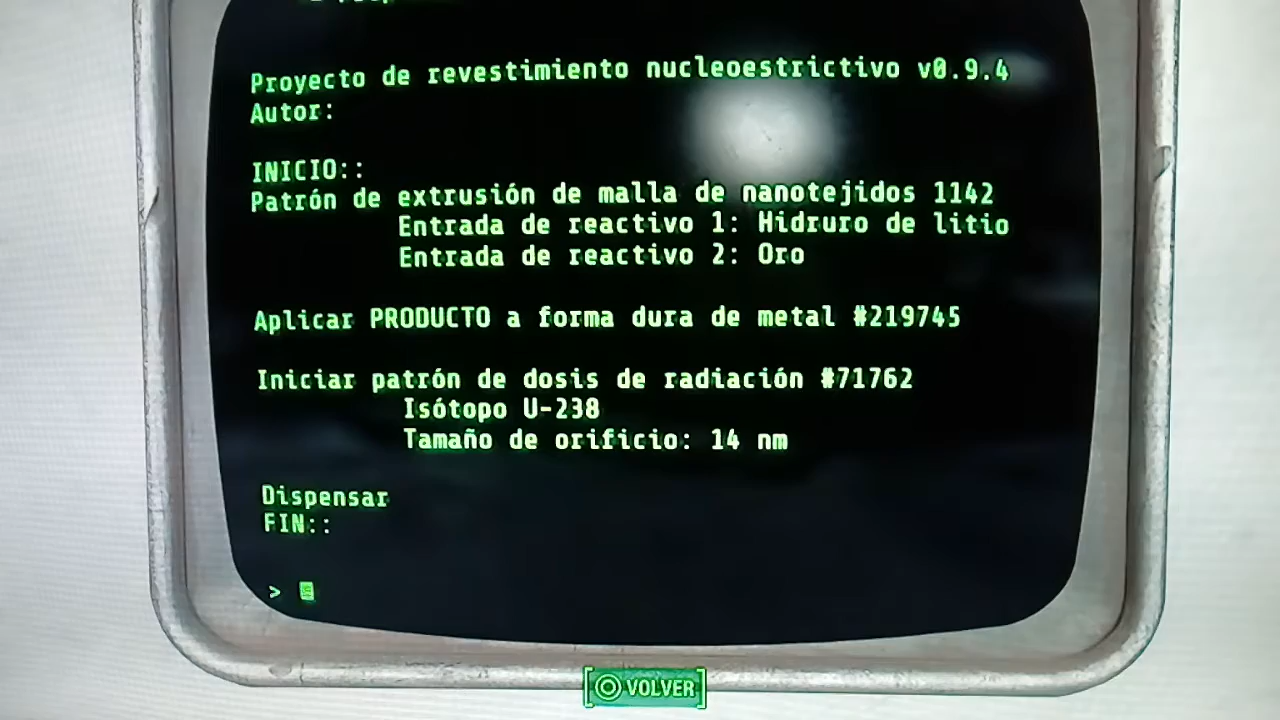 Proyecto de revestimiento nucleoestrictivo v0.9.4
Autor:
INICIO::
Patrón de extrusión de malla de nanotejidos 1142
Entrada de reactivo 1: Hidruro de litio
Entrada de reactivo 2: Oro
Aplicar PRODUCTO a forma dura de metal #219745
Iniciar patrón de dosis de radiación #71762
Isótopo U-238
Tamaño de orificio: 14 nm
Dispensar
FIN::
>
VOLVER